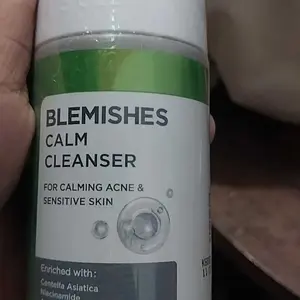 BLEMISHES
CALM
CLEANSER
FOR CALMING ACNE &
SENSITIVE SKIN
Enriched with:
Centella Asiatica
Niacinamide